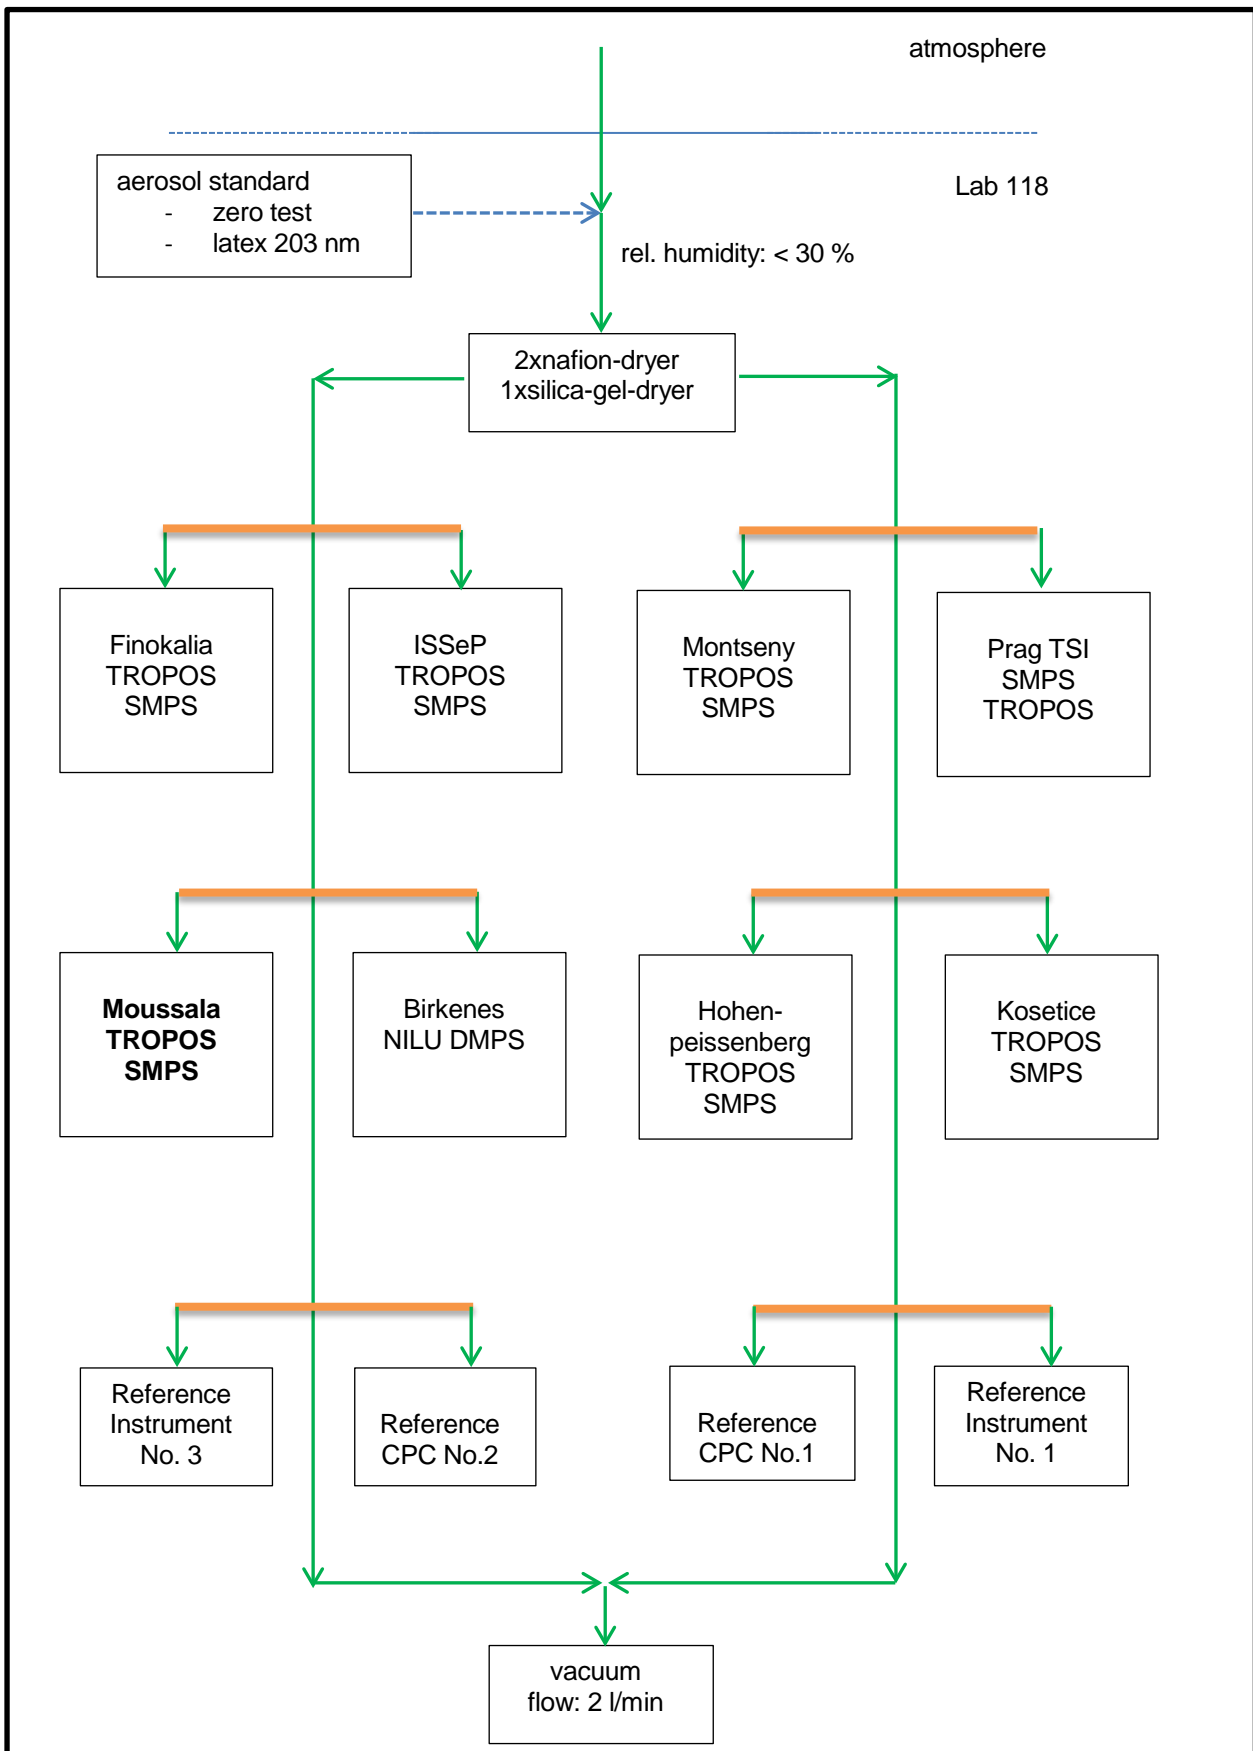 atmosphere
aerosol standard
- zero test
- latex 203 nm
Lab 118
rel. humidity: < 30 %
2xnafion-dryer
1xsilica-gel-dryer
Finokalia
TROPOS
SMPS
ISSeP
TROPOS
SMPS
Montseny
TROPOS
SMPS
Prag TSI
SMPS
TROPOS
Moussala
TROPOS
SMPS
Birkenes
NILU DMPS
Hohen-
peissenberg
TROPOS
SMPS
Kosetice
TROPOS
SMPS
Reference
Instrument
No. 3
Reference
CPC No.2
Reference
CPC No.1
Reference
Instrument
No. 1
vacuum
flow: 2 l/min